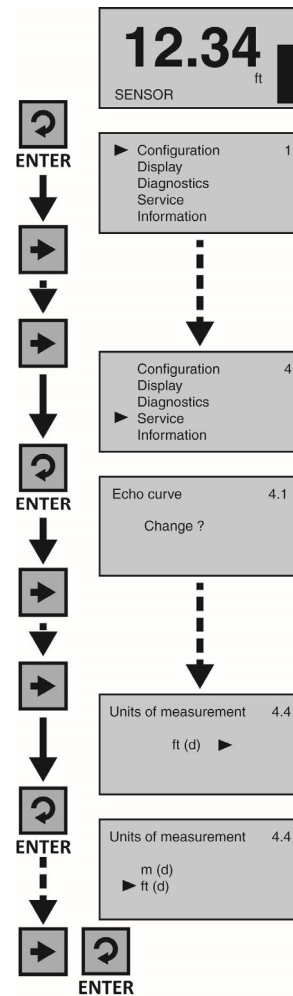 12.34
ft
SENSOR
ENTER
Configuration 1
Display
Diagnostics
Service
Information
Configuration 4
Display
Diagnostics
Service
Information
ENTER
Echo curve 4.1
Change ?
Units of measurement 4.4
ft (d)
ENTER
Units of measurement 4.4
m (d)
ft (d)
ENTER